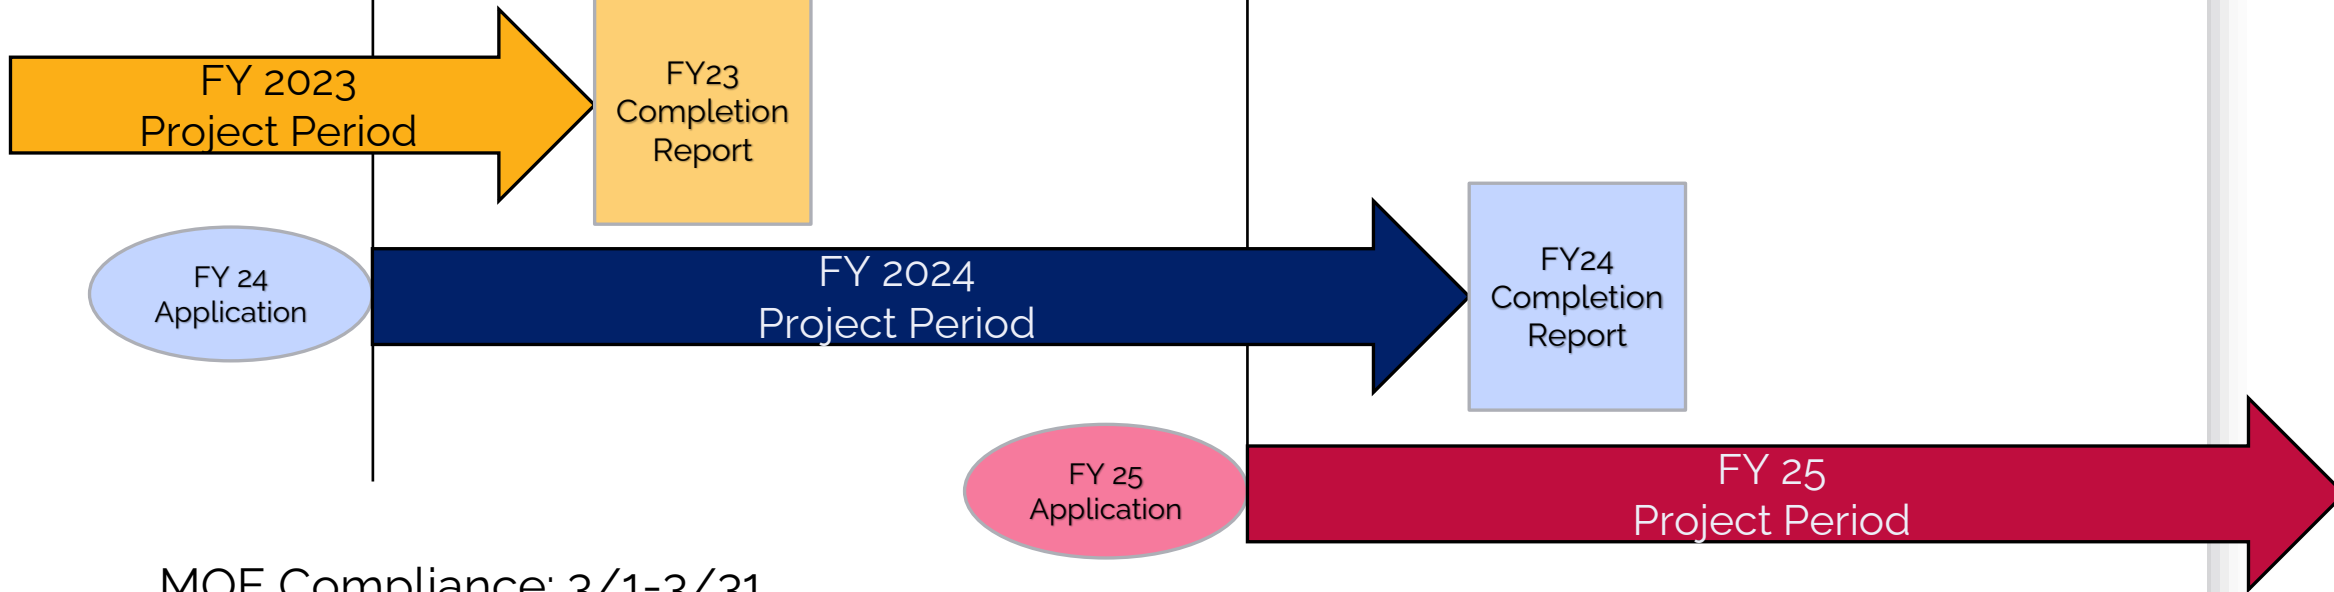 FY 2023
Project Period
FY23
Completion
Report
FY 24
Application
FY 2024
Project Period
FY24
Completion
Report
FY 25
Application
FY 25
Project Period
MOE Compliance: 3/1-3/31